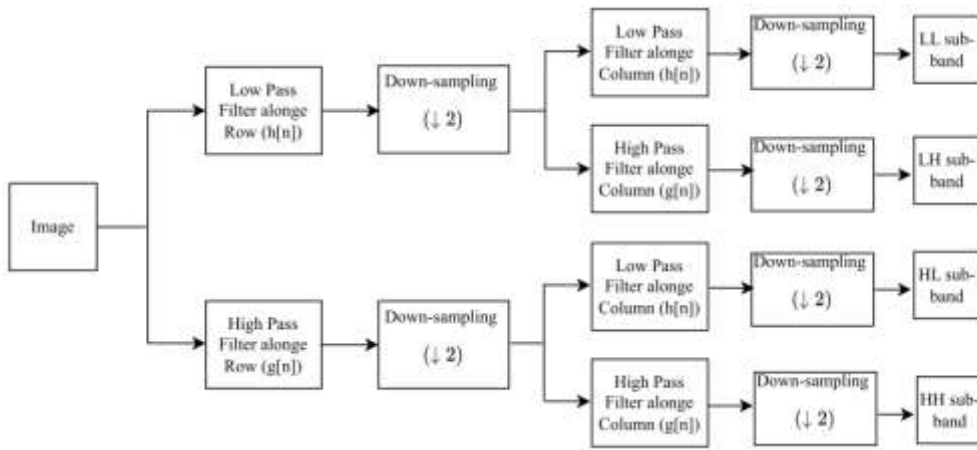 Image
Low Pass
Filter alonge
Row (h[n])
Down-sampling
(↓ 2)
Low Pass
Filter alonge
Column (h[n])
Down-sampling
(↓ 2)
LL sub-
band
High Pass
Filter alonge
Column (g[n])
Down-sampling
(↓ 2)
LH sub-
band
High Pass
Filter alonge
Row (g[n])
Down-sampling
(↓ 2)
Low Pass
Filter alonge
Column (h[n])
Down-sampling
(↓ 2)
HL sub-
band
High Pass
Filter alonge
Column (g[n])
Down-sampling
(↓ 2)
HH sub-
band